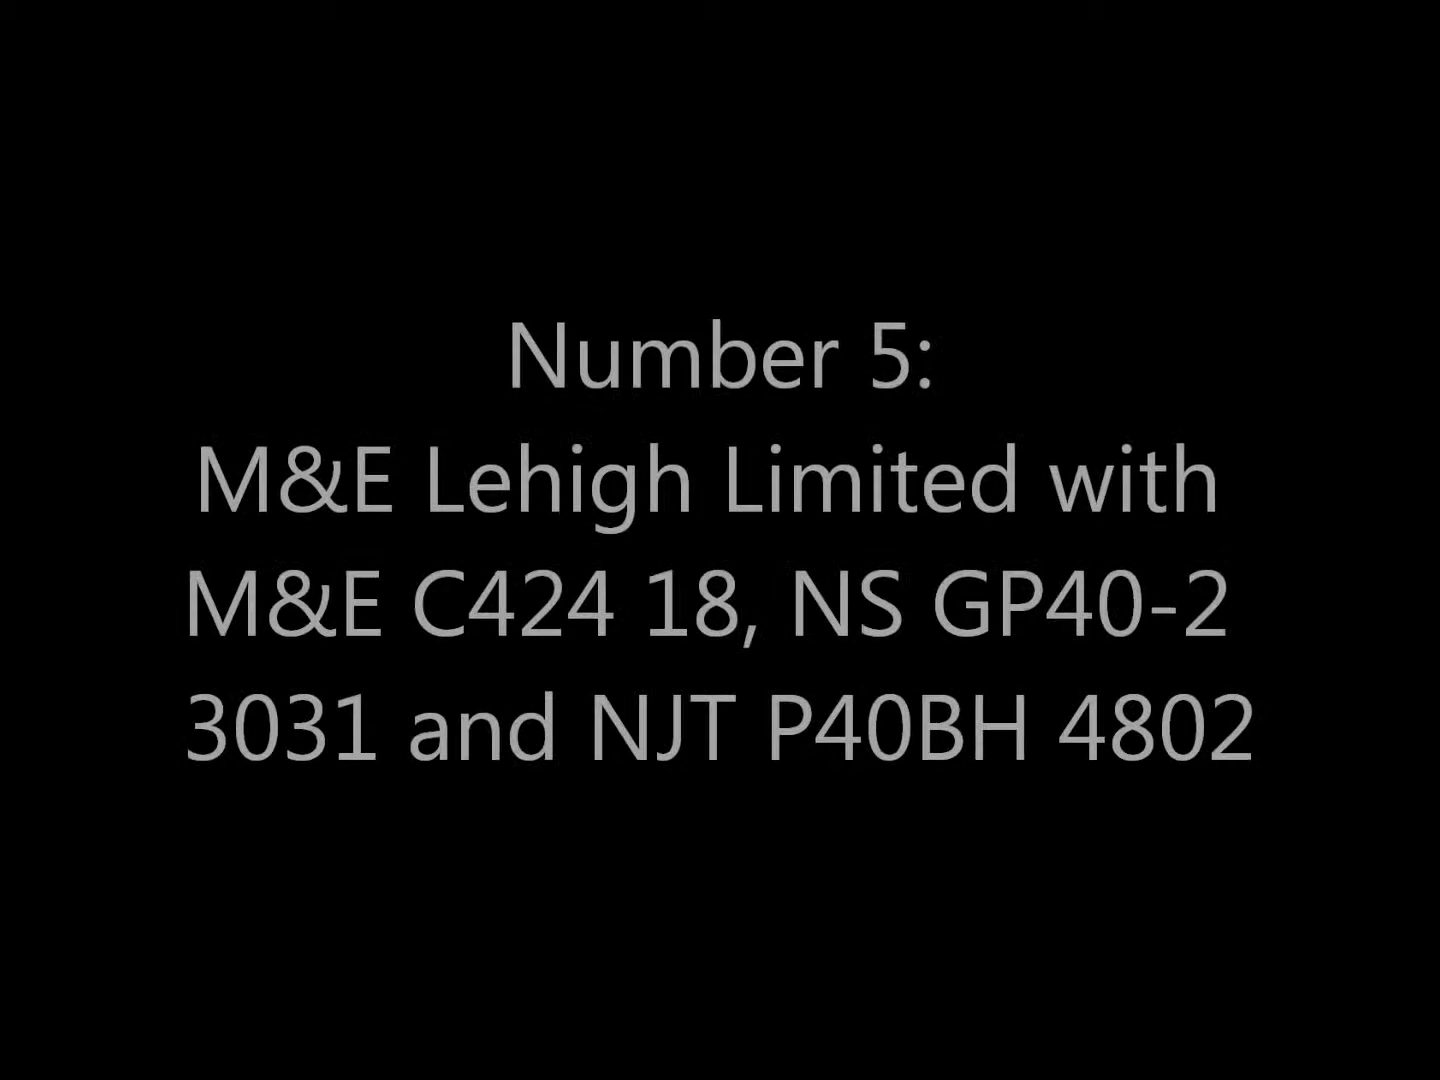 Number 5:
M&E Lehigh Limited with
M&E C424 18, NS GP40-2
3031 and NJT P40BH 4802